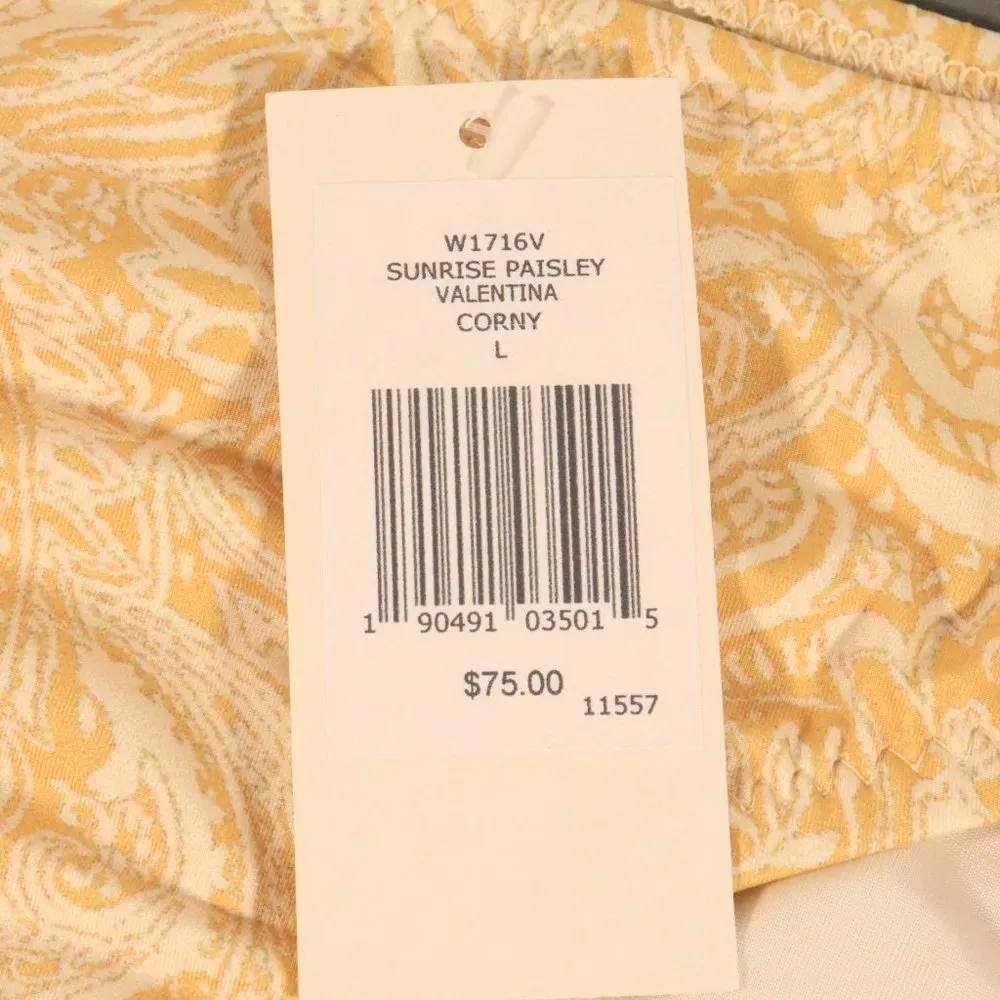 W1716V
SUNRISE PAISLEY
VALENTINA
CORNY
L
1 90491 03501 5
$75.00
11557